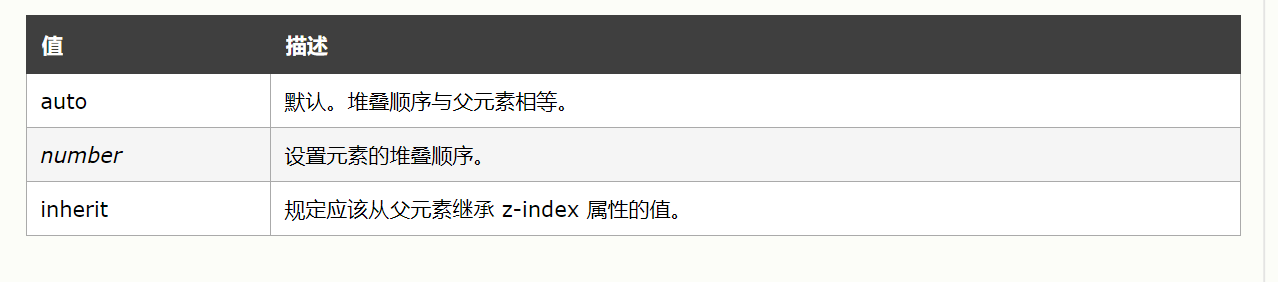 值 描述
auto 默认。堆叠顺序与父元素相等。
number 设置元素的堆叠顺序。
inherit 规定应该从父元素继承 z-index 属性的值。